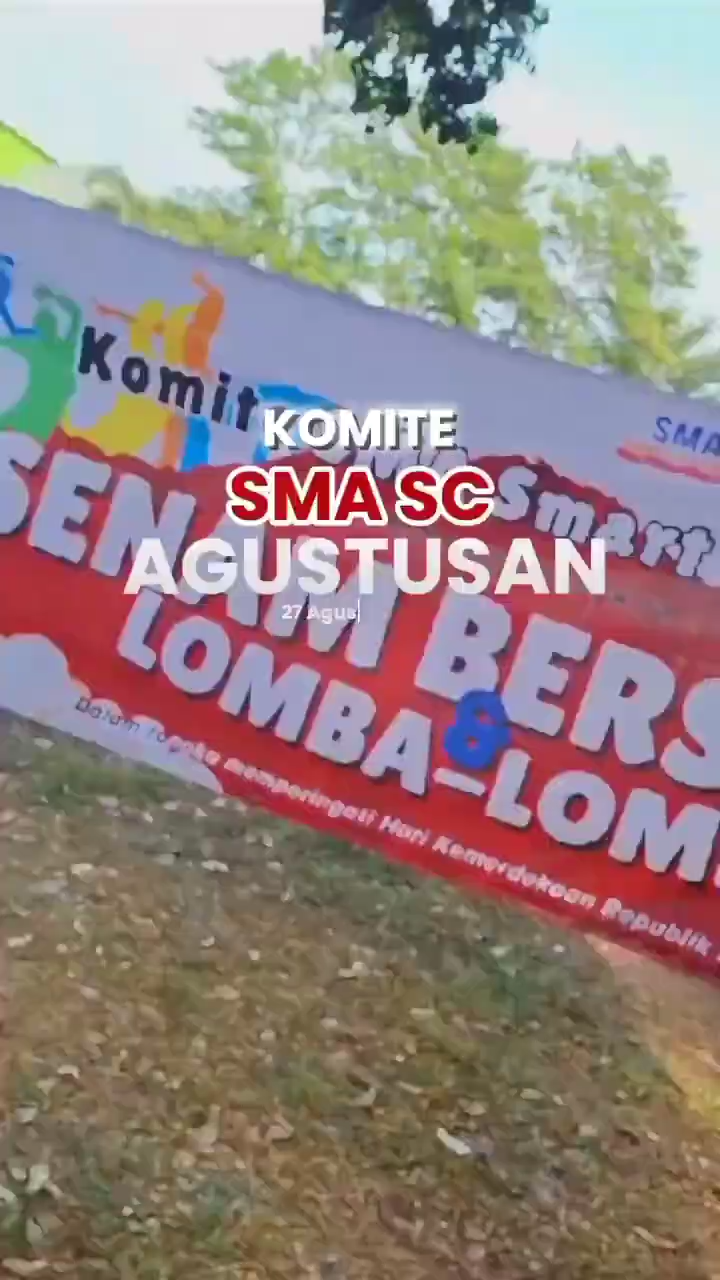 KOMITE
SMA SC
AGUSTUSAN
27 Agus
Komit
Smart
SMA
SENAM BERS
LOMBA-LOM
&
Dalam rangka memperingati Hari Kemerdekaan Republik